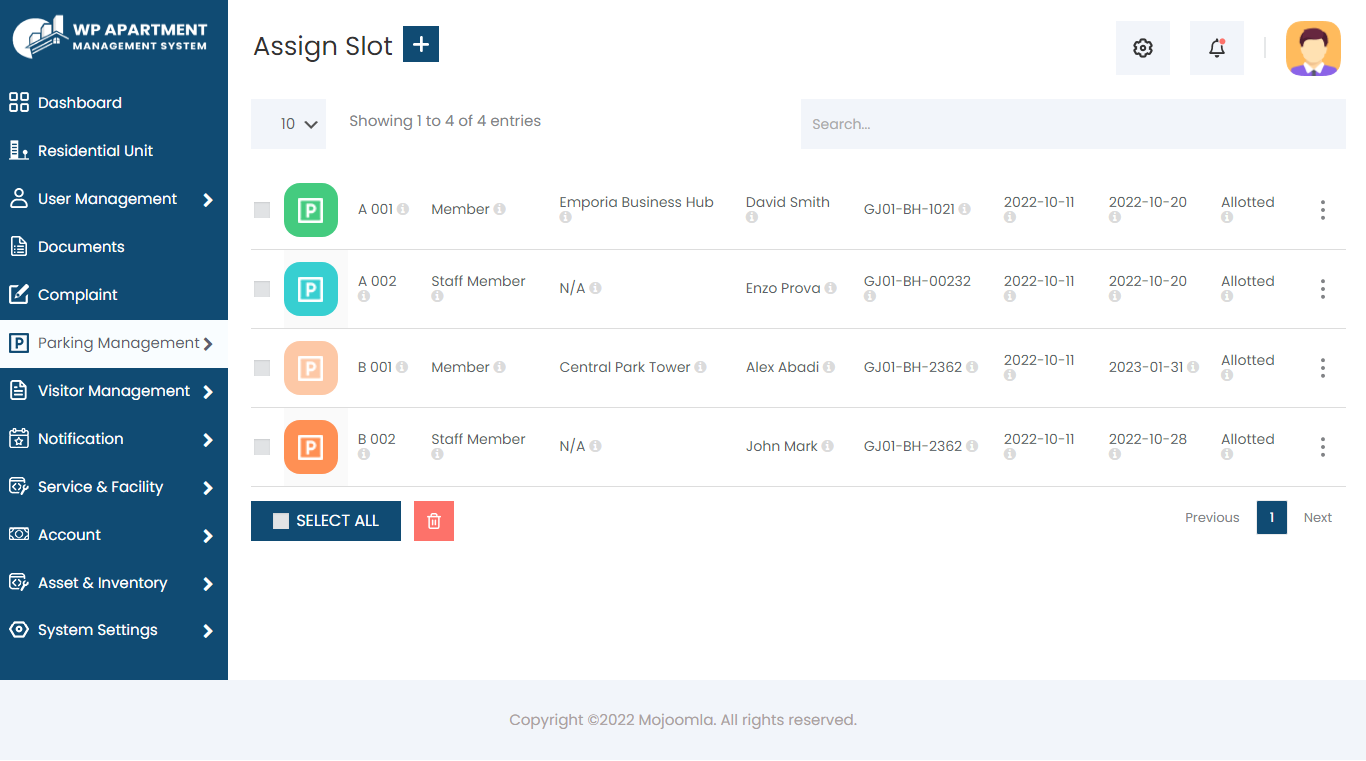 WP APARTMENT
MANAGEMENT SYSTEM
Dashboard
Residential Unit
User Management
Documents
Complaint
Parking Management
Visitor Management
Notification
Service & Facility
Account
Asset & Inventory
System Settings
Assign Slot
10
Showing 1 to 4 of 4 entries
Search...
P A 001 Member Emporia Business Hub David Smith GJ01-BH-1021 2022-10-11 2022-10-20 Allotted
P A 002 Staff Member N/A Enzo Prova GJ01-BH-00232 2022-10-11 2022-10-20 Allotted
P B 001 Member Central Park Tower Alex Abadi GJ01-BH-2362 2022-10-11 2023-01-31 Allotted
P B 002 Staff Member N/A John Mark GJ01-BH-2362 2022-10-11 2022-10-28 Allotted
SELECT ALL
Previous 1 Next
Copyright ©2022 Mojoomla. All rights reserved.